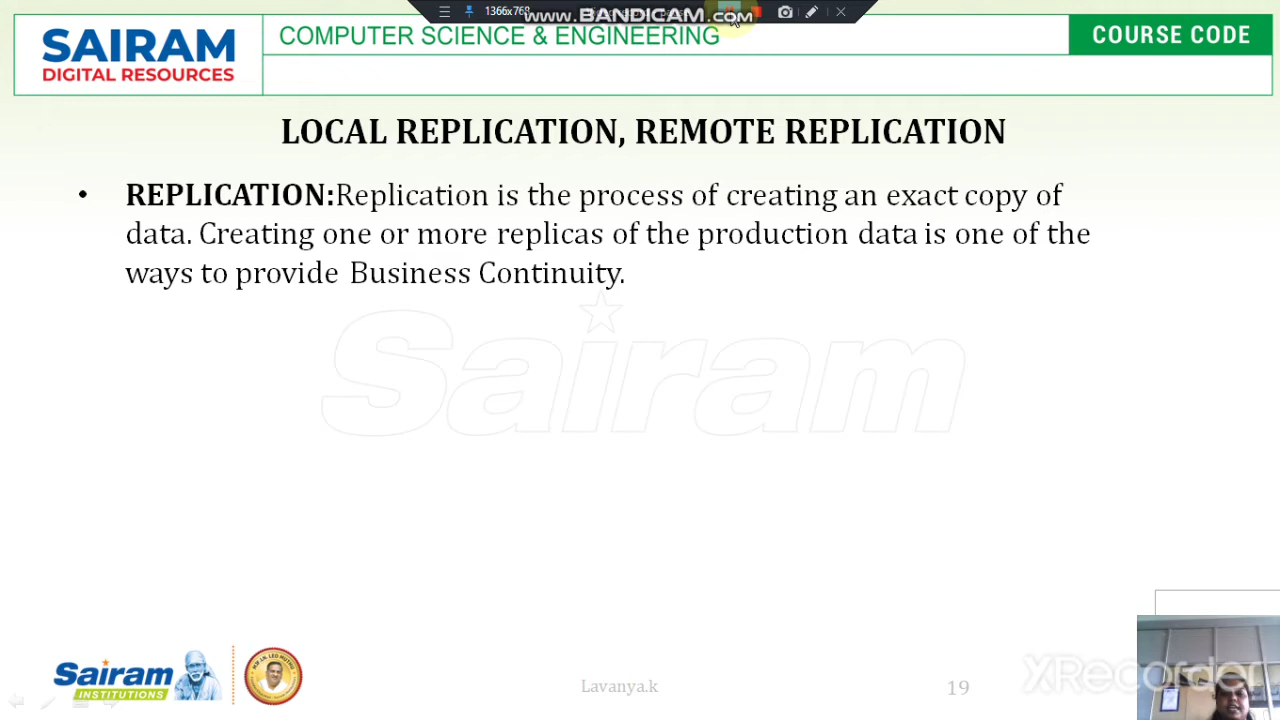 1366x768
www.BANDICAM.com
SAIRAM
DIGITAL RESOURCES
COMPUTER SCIENCE & ENGINEERING
COURSE CODE
LOCAL REPLICATION, REMOTE REPLICATION
• REPLICATION:Replication is the process of creating an exact copy of
data. Creating one or more replicas of the production data is one of the
ways to provide Business Continuity.
Sairam
Sairam
INSTITUTIONS
Lavanya.k
19
XRecorder